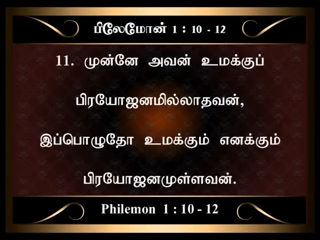 பிலேமோன் 1 : 10 - 12
11. முன்னே அவன் உமக்குப்
பிரயோஜனமில்லாதவன்,
இப்பொழுதோ உமக்கும் எனக்கும்
பிரயோஜனமுள்ளவன்.
Philemon 1 : 10 - 12